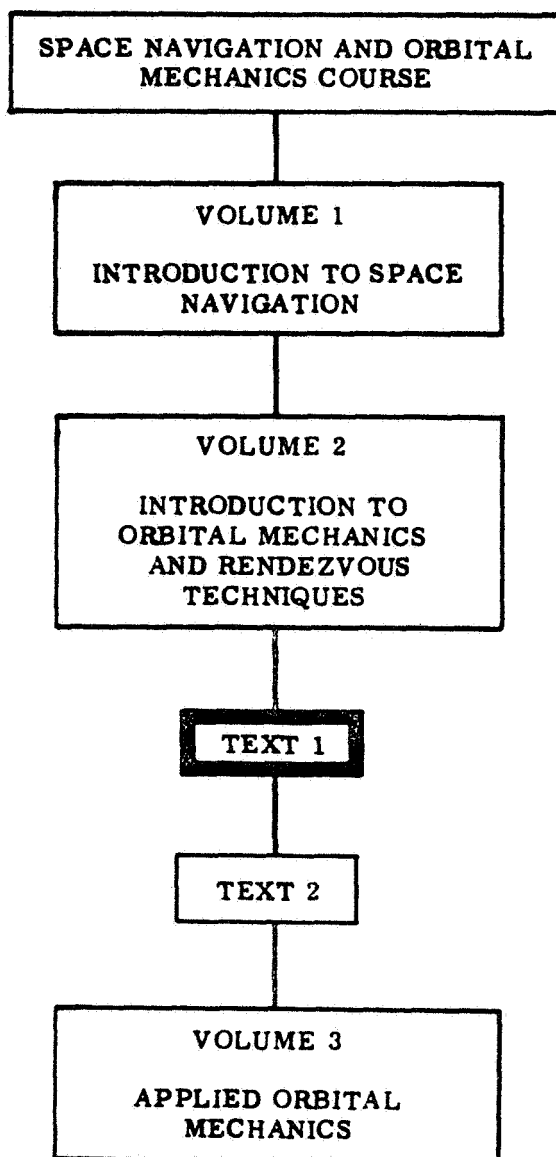 SPACE NAVIGATION AND ORBITAL
MECHANICS COURSE
VOLUME 1
INTRODUCTION TO SPACE
NAVIGATION
VOLUME 2
INTRODUCTION TO
ORBITAL MECHANICS
AND RENDEZVOUS
TECHNIQUES
TEXT 1
TEXT 2
VOLUME 3
APPLIED ORBITAL
MECHANICS